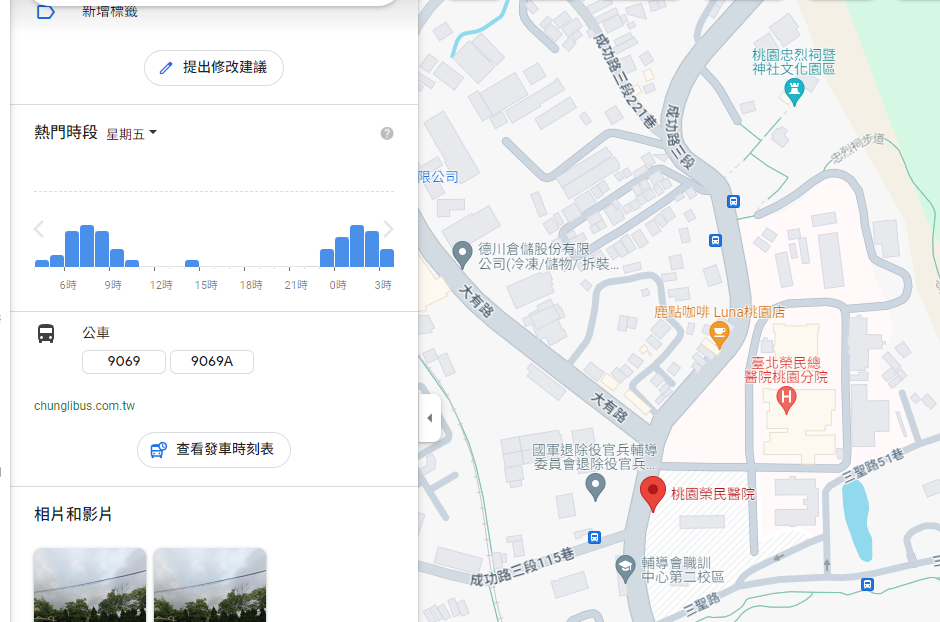 新增標籤
提出修改建議
熱門時段 星期五
6時 9時 12時 15時 18時 21時 0時 3時
公車
9069 9069A
chunglibus.com.tw
查看發車時刻表
相片和影片
成功路三段221巷
成功路三段
桃園忠烈祠暨
神社文化園區
忠烈祠步道
限公司
德川倉儲股份有限
公司(冷凍/儲物/ 拆裝...
大有路
鹿點咖啡 Luna桃園店
臺北榮民總
醫院桃園分院
大有路
國軍退除役官兵輔導
委員會退除役官兵...
三聖路51巷
桃園榮民醫院
成功路三段115巷
輔導會職訓
中心第二校區
三聖路